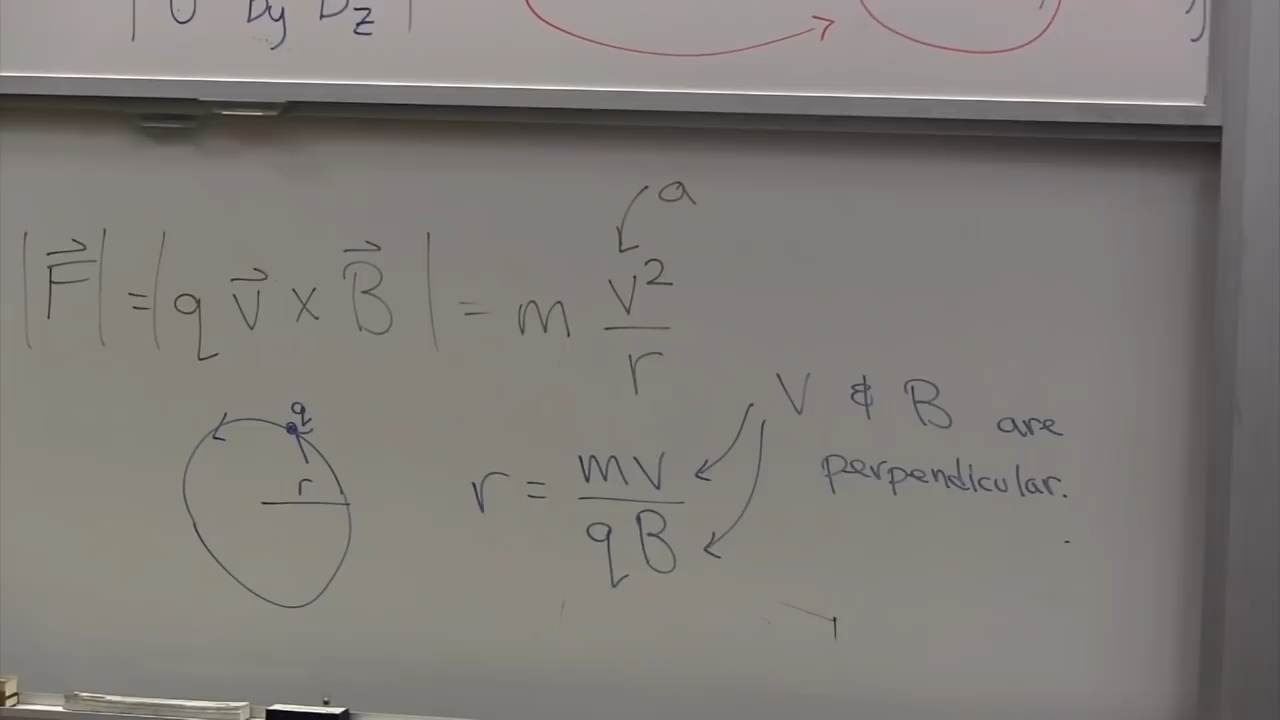 a
|F⃗| = |q v⃗ x B⃗| = m v²/r
q
r
V & B are
perpendicular.
r = mv/qB